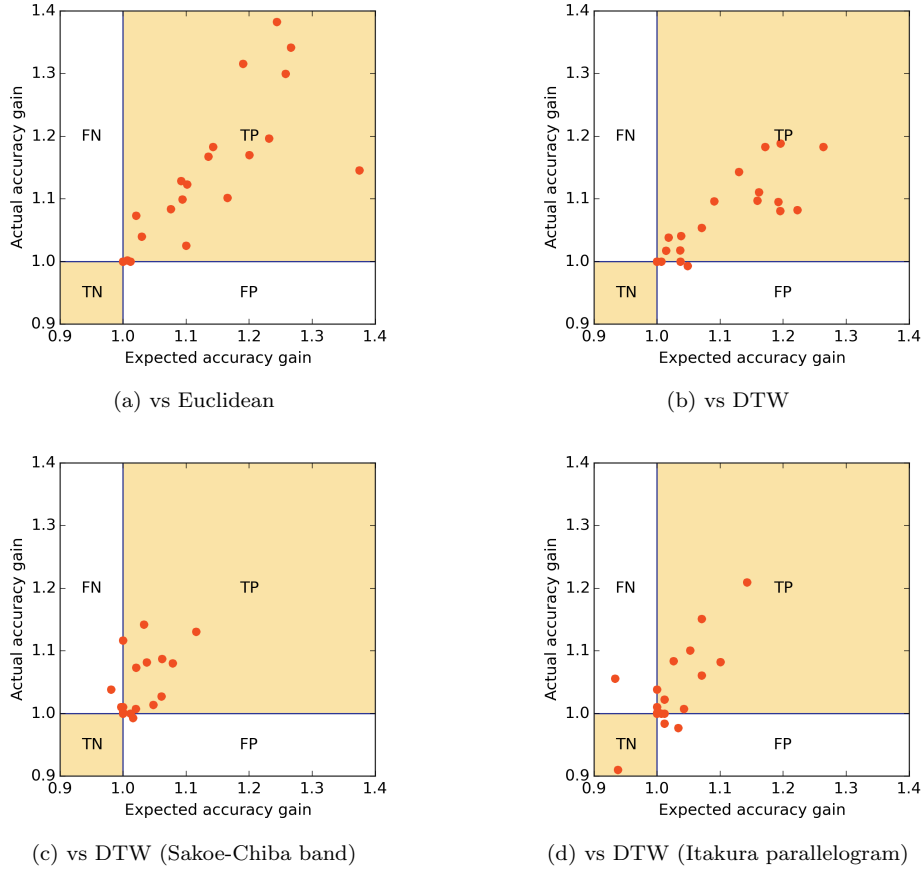 1.4 1.4
1.3 1.3
FN TP FN TP
1.2 1.2
Actual accuracy gain Actual accuracy gain
1.1 1.1
1.0 1.0
TN FP TN FP
0.9 0.9
0.9 1.0 1.1 1.2 1.3 1.4 0.9 1.0 1.1 1.2 1.3 1.4
Expected accuracy gain Expected accuracy gain
(a) vs Euclidean (b) vs DTW
1.4 1.4
1.3 1.3
FN TP FN TP
1.2 1.2
Actual accuracy gain Actual accuracy gain
1.1 1.1
1.0 1.0
TN FP TN FP
0.9 0.9
0.9 1.0 1.1 1.2 1.3 1.4 0.9 1.0 1.1 1.2 1.3 1.4
Expected accuracy gain Expected accuracy gain
(c) vs DTW (Sakoe-Chiba band) (d) vs DTW (Itakura parallelogram)